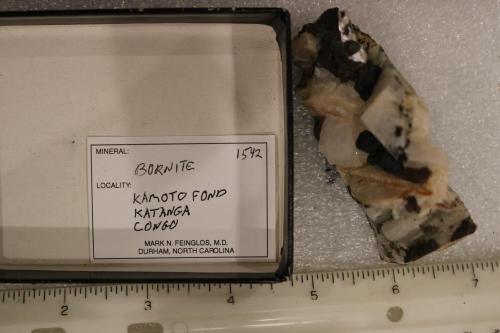 MINERAL: 1542
BORNITE
LOCALITY:
KAMOTO FOND
KATANGA
CONGO
MARK N. FEINGLOS, M.D.
DURHAM, NORTH CAROLINA
2 3 4 5 6 7